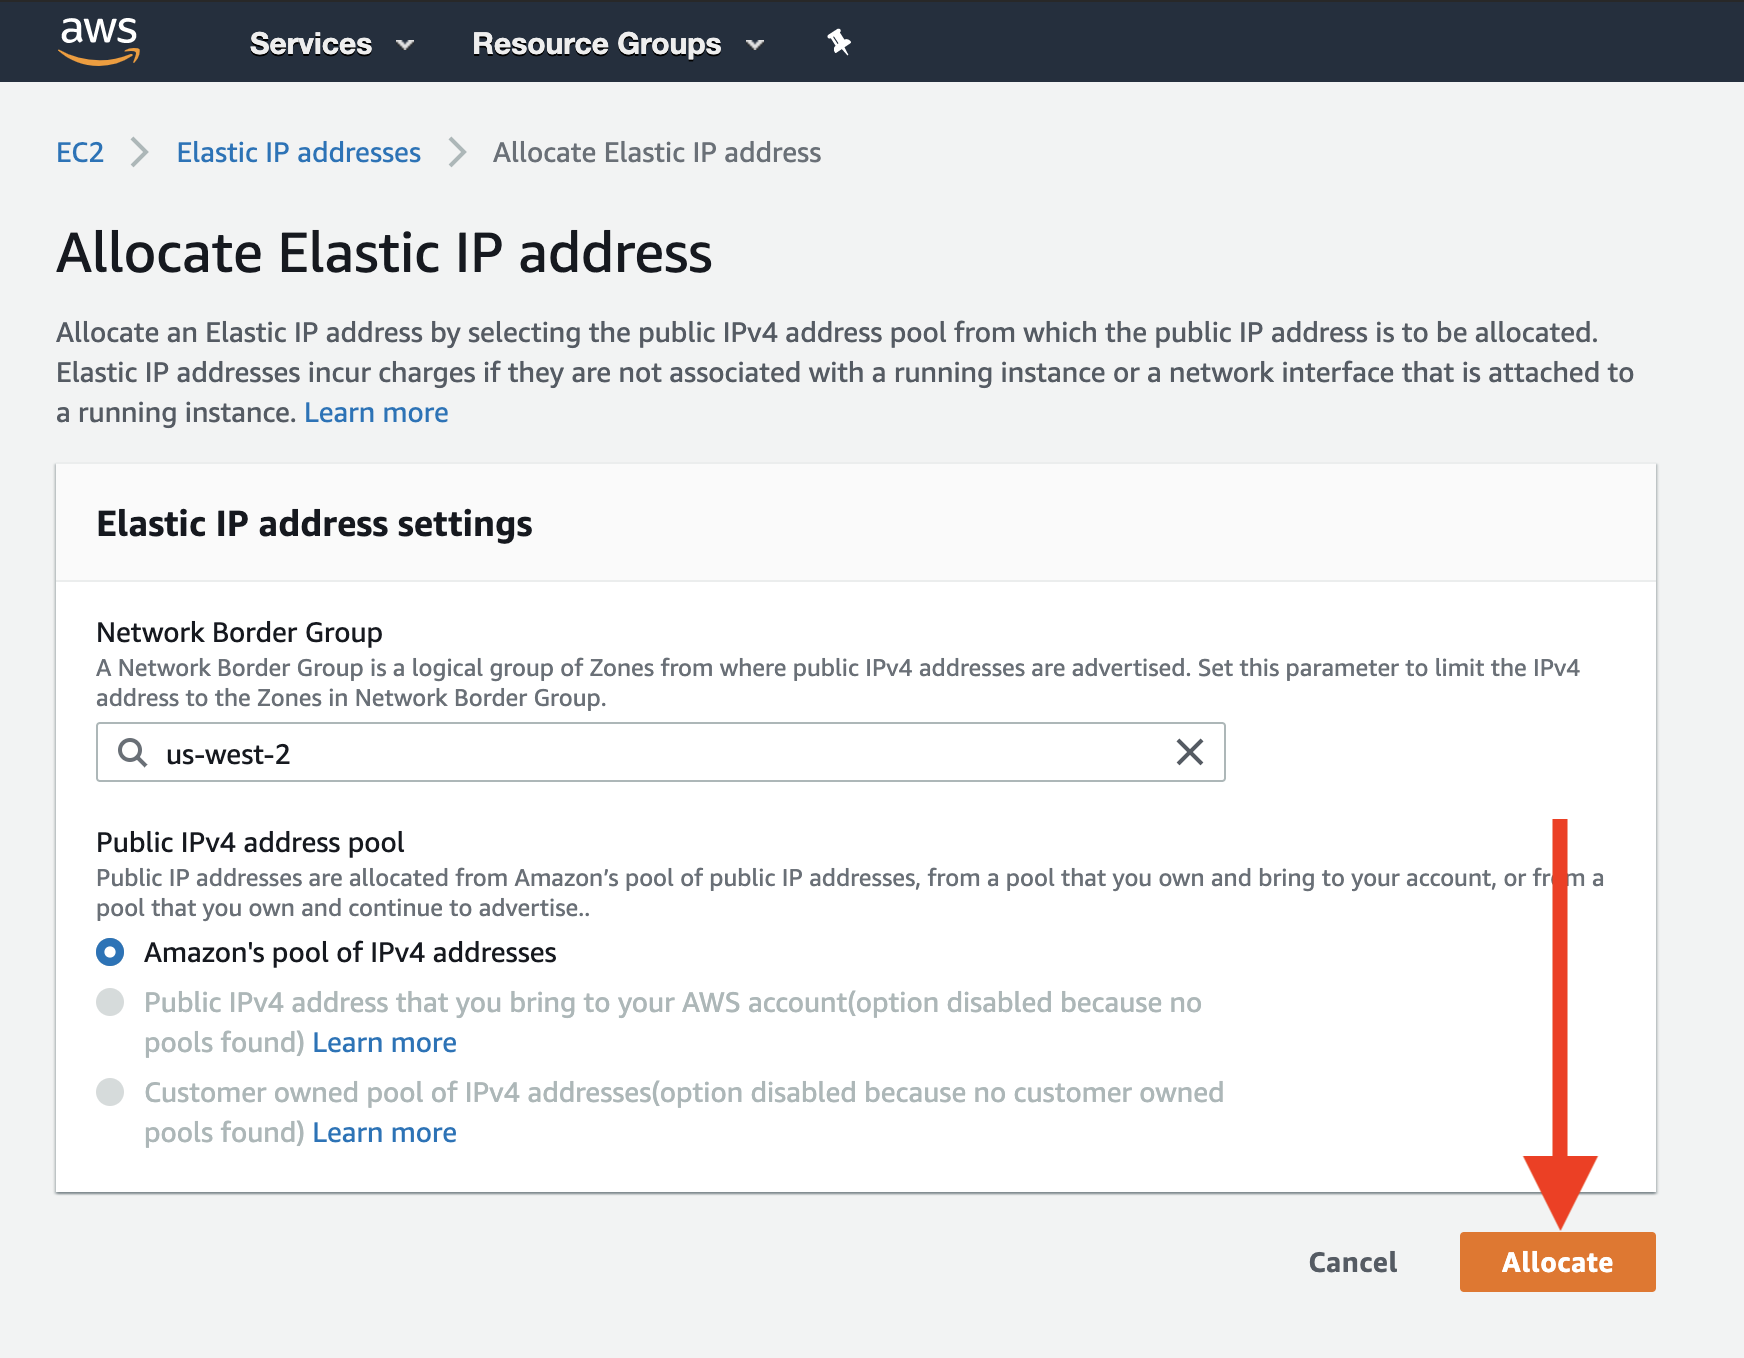 aws
Services
Resource Groups
EC2
Elastic IP addresses
Allocate Elastic IP address
Allocate Elastic IP address
Allocate an Elastic IP address by selecting the public IPv4 address pool from which the public IP address is to be allocated.
Elastic IP addresses incur charges if they are not associated with a running instance or a network interface that is attached to
a running instance. Learn more
Elastic IP address settings
Network Border Group
A Network Border Group is a logical group of Zones from where public IPv4 addresses are advertised. Set this parameter to limit the IPv4
address to the Zones in Network Border Group.
us-west-2
Public IPv4 address pool
Public IP addresses are allocated from Amazon’s pool of public IP addresses, from a pool that you own and bring to your account, or from a
pool that you own and continue to advertise..
Amazon's pool of IPv4 addresses
Public IPv4 address that you bring to your AWS account(option disabled because no
pools found) Learn more
Customer owned pool of IPv4 addresses(option disabled because no customer owned
pools found) Learn more
Cancel
Allocate